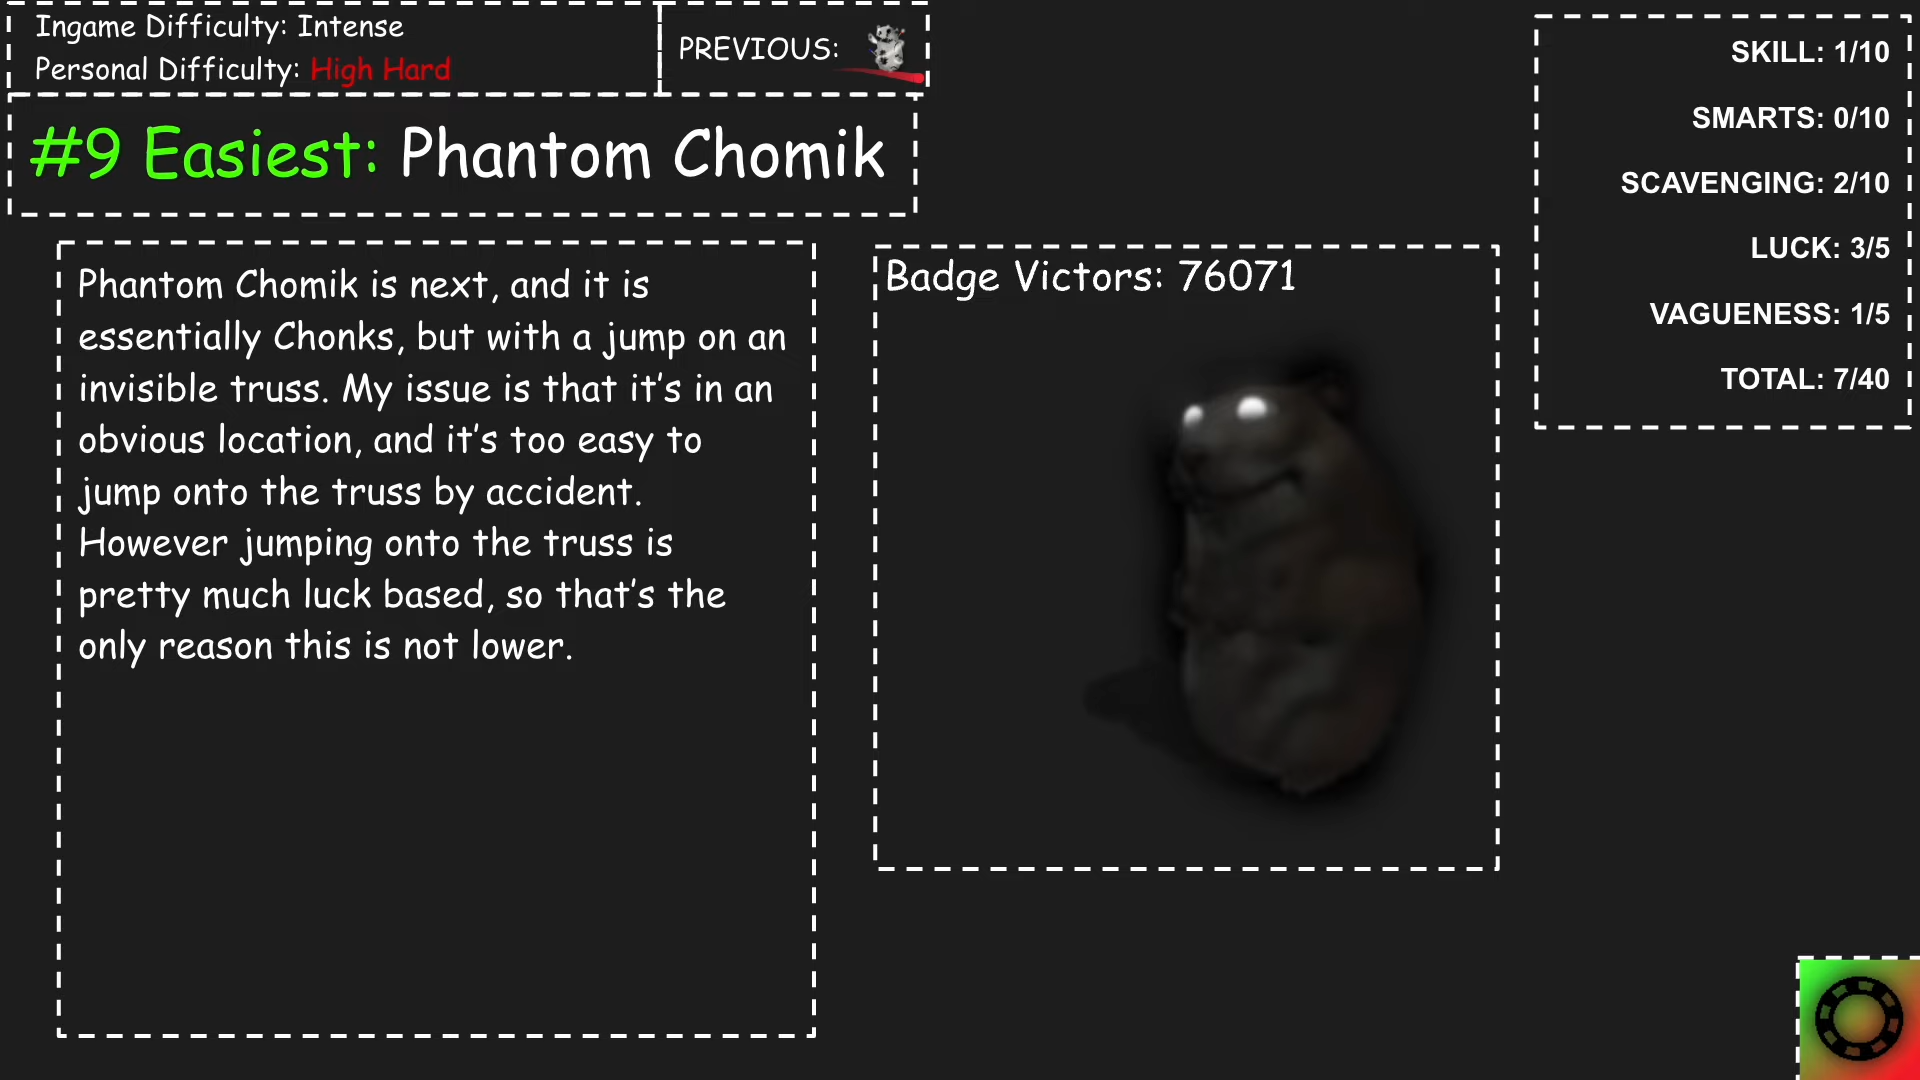 Ingame Difficulty: Intense
Personal Difficulty: High Hard
PREVIOUS:
#9 Easiest: Phantom Chomik
Phantom Chomik is next, and it is
essentially Chonks, but with a jump on an
invisible truss. My issue is that it's in an
obvious location, and it's too easy to
jump onto the truss by accident.
However jumping onto the truss is
pretty much luck based, so that's the
only reason this is not lower.
Badge Victors: 76071
SKILL: 1/10
SMARTS: 0/10
SCAVENGING: 2/10
LUCK: 3/5
VAGUENESS: 1/5
TOTAL: 7/40